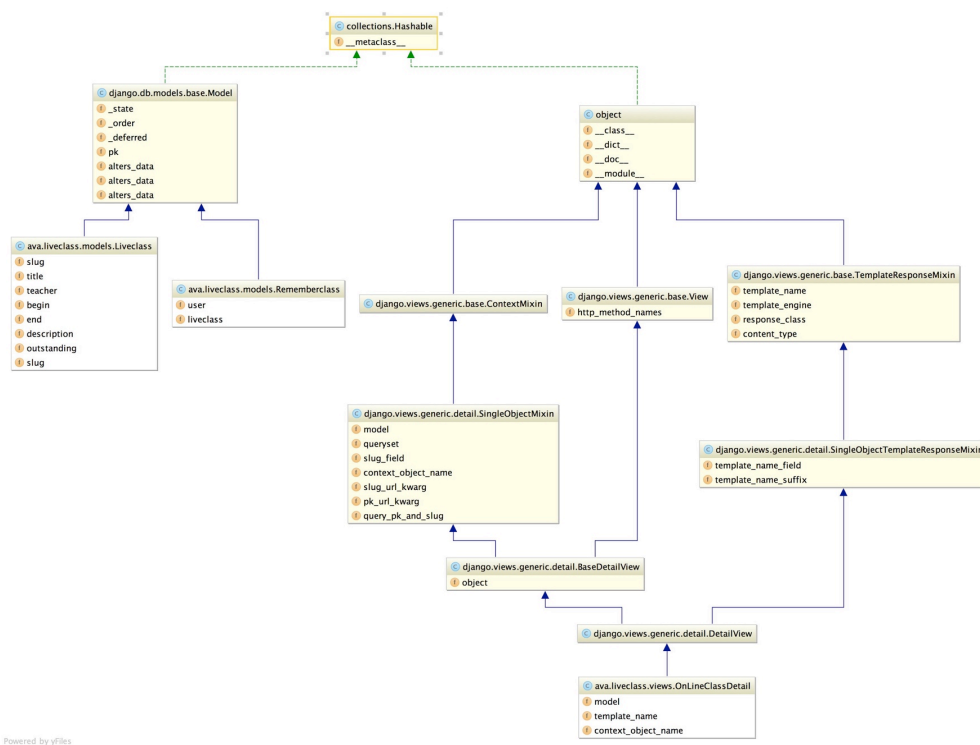 collections.Hashable
__metaclass__
django.db.models.base.Model
_state
_order
_deferred
pk
alters_data
alters_data
alters_data
object
__class__
__dict__
__doc__
__module__
ava.liveclass.models.Liveclass
slug
title
teacher
begin
end
description
outstanding
slug
ava.liveclass.models.Rememberclass
user
liveclass
django.views.generic.base.ContextMixin
django.views.generic.base.View
http_method_names
django.views.generic.base.TemplateResponseMixin
template_name
template_engine
response_class
content_type
django.views.generic.detail.SingleObjectMixin
model
queryset
slug_field
context_object_name
slug_url_kwarg
pk_url_kwarg
query_pk_and_slug
django.views.generic.detail.SingleObjectTemplateResponseMixin
template_name_field
template_name_suffix
django.views.generic.detail.BaseDetailView
object
django.views.generic.detail.DetailView
ava.liveclass.views.OnLineClassDetail
model
template_name
context_object_name
Powered by yFiles